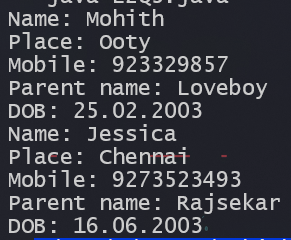 Name: Mohith
Place: Ooty
Mobile: 923329857
Parent name: Loveboy
DOB: 25.02.2003
Name: Jessica
Place: Chennai
Mobile: 9273523493
Parent name: Rajsekar
DOB: 16.06.2003